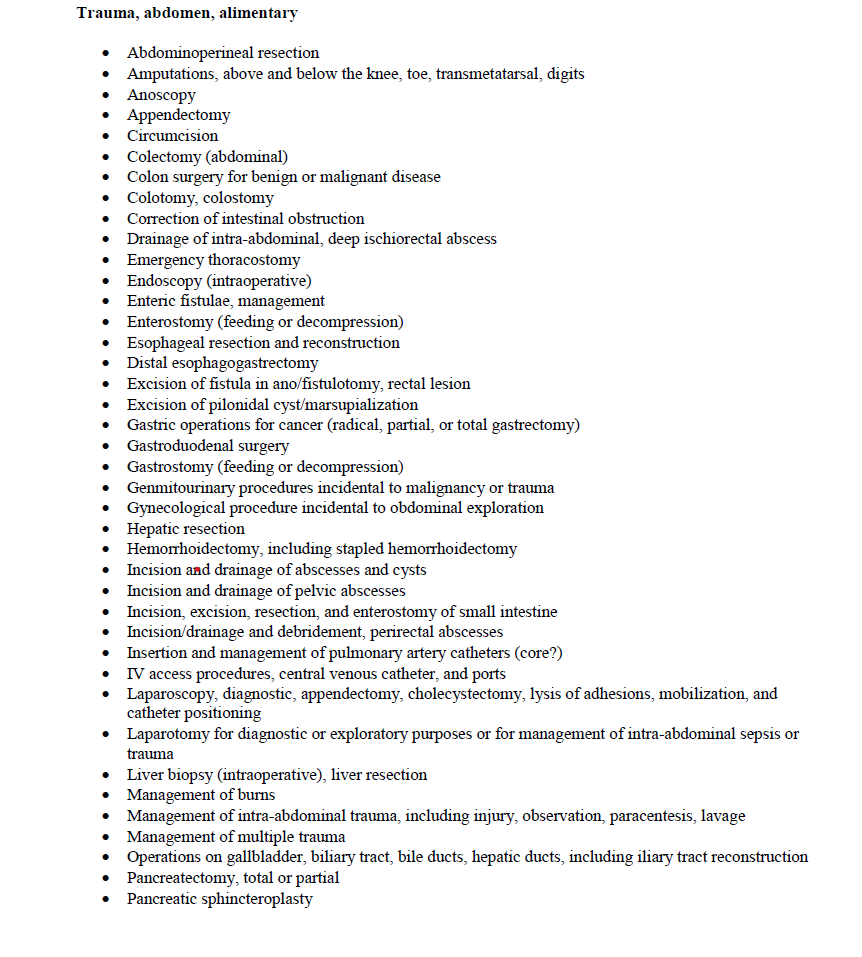 Trauma, abdomen, alimentary
• Abdominoperineal resection
• Amputations, above and below the knee, toe, transmetatarsal, digits
• Anoscopy
• Appendectomy
• Circumcision
• Colectomy (abdominal)
• Colon surgery for benign or malignant disease
• Colotomy, colostomy
• Correction of intestinal obstruction
• Drainage of intra-abdominal, deep ischiorectal abscess
• Emergency thoracostomy
• Endoscopy (intraoperative)
• Enteric fistulae, management
• Enterostomy (feeding or decompression)
• Esophageal resection and reconstruction
• Distal esophagogastrectomy
• Excision of fistula in ano/fistulotomy, rectal lesion
• Excision of pilonidal cyst/marsupialization
• Gastric operations for cancer (radical, partial, or total gastrectomy)
• Gastroduodenal surgery
• Gastrostomy (feeding or decompression)
• Genmitourinary procedures incidental to malignancy or trauma
• Gynecological procedure incidental to obdominal exploration
• Hepatic resection
• Hemorrhoidectomy, including stapled hemorrhoidectomy
• Incision and drainage of abscesses and cysts
• Incision and drainage of pelvic abscesses
• Incision, excision, resection, and enterostomy of small intestine
• Incision/drainage and debridement, perirectal abscesses
• Insertion and management of pulmonary artery catheters (core?)
• IV access procedures, central venous catheter, and ports
• Laparoscopy, diagnostic, appendectomy, cholecystectomy, lysis of adhesions, mobilization, and
catheter positioning
• Laparotomy for diagnostic or exploratory purposes or for management of intra-abdominal sepsis or
trauma
• Liver biopsy (intraoperative), liver resection
• Management of burns
• Management of intra-abdominal trauma, including injury, observation, paracentesis, lavage
• Management of multiple trauma
• Operations on gallbladder, biliary tract, bile ducts, hepatic ducts, including iliary tract reconstruction
• Pancreatectomy, total or partial
• Pancreatic sphincteroplasty